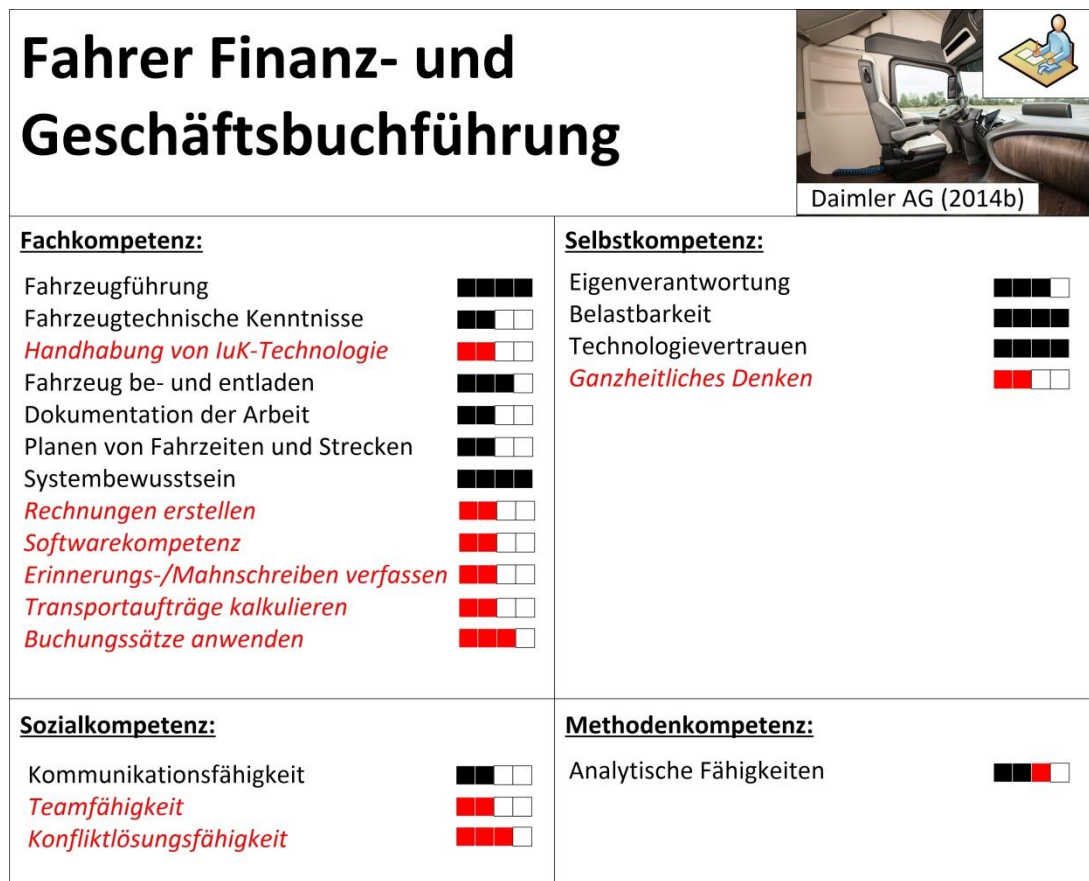 Fahrer Finanz- und
Geschäftsbuchführung
Daimler AG (2014b)
Fachkompetenz:
Fahrzeugführung
Fahrzeugtechnische Kenntnisse
Handhabung von IuK-Technologie
Fahrzeug be- und entladen
Dokumentation der Arbeit
Planen von Fahrzeiten und Strecken
Systembewusstsein
Rechnungen erstellen
Softwarekompetenz
Erinnerungs-/Mahnschreiben verfassen
Transportaufträge kalkulieren
Buchungssätze anwenden
Selbstkompetenz:
Eigenverantwortung
Belastbarkeit
Technologievertrauen
Ganzheitliches Denken
Sozialkompetenz:
Kommunikationsfähigkeit
Teamfähigkeit
Konfliktlösungsfähigkeit
Methodenkompetenz:
Analytische Fähigkeiten